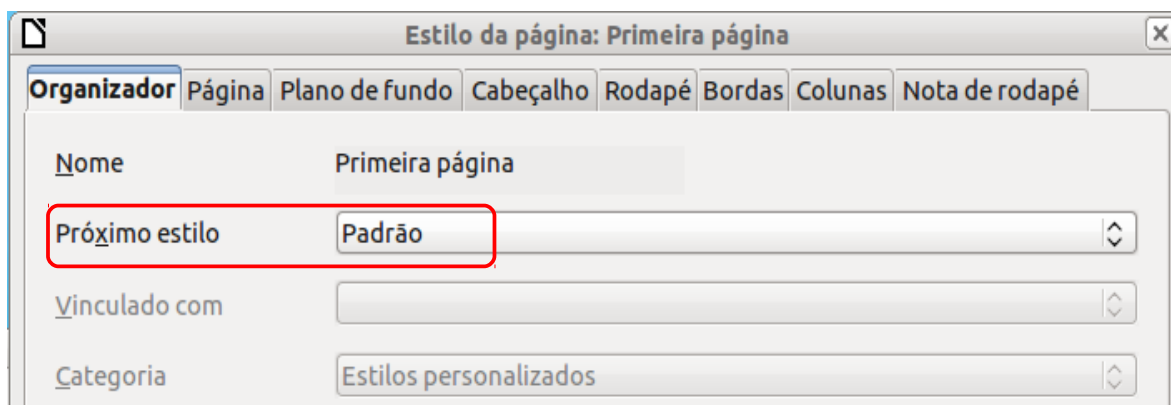 Estilo da página: Primeira página
Organizador Página Plano de fundo Cabeçalho Rodapé Bordas Colunas Nota de rodapé
Nome Primeira página
Próximo estilo Padrão
Vinculado com
Categoria Estilos personalizados